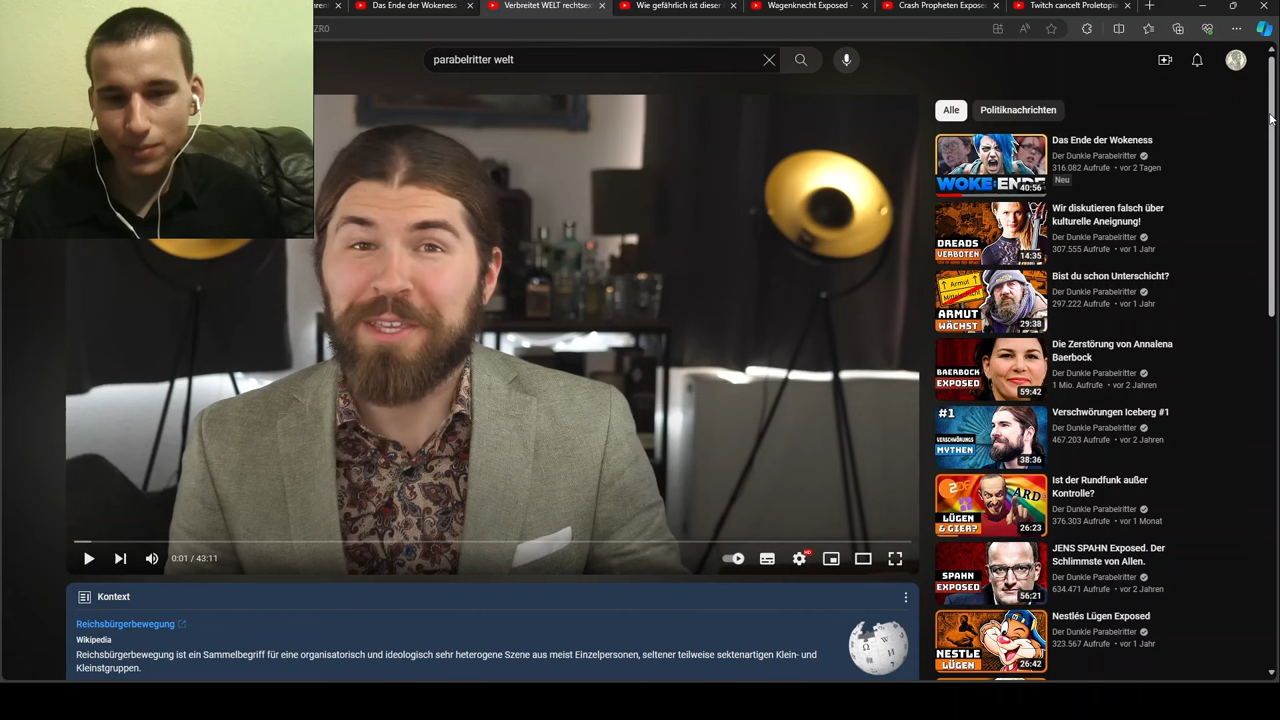 Das Ende der Wokeness
Verbreitet WELT rechtsex
Wie gefährlich ist dieser
Wagenknecht Exposed -
Crash Propheten Expose
Twitch cancelt Proletopia
ZR0
parabelritter welt
Alle
Politiknachrichten
WOKE:ENDE
40:56
Das Ende der Wokeness
Der Dunkle Parabelritter
316.082 Aufrufe • vor 2 Tagen
Neu
DREADS
VERBOTEN
14:35
Wir diskutieren falsch über
kulturelle Aneignung!
Der Dunkle Parabelritter
307.555 Aufrufe • vor 1 Jahr
Armut
ARMUT
WÄCHST
29:38
Bist du schon Unterschicht?
Der Dunkle Parabelritter
297.222 Aufrufe • vor 1 Jahr
BAERBOCK
EXPOSED
59:42
Die Zerstörung von Annalena
Baerbock
Der Dunkle Parabelritter
1 Mio. Aufrufe • vor 2 Jahren
#1
VERSCHWÖRUNGS
MYTHEN
38:36
Verschwörungen Iceberg #1
Der Dunkle Parabelritter
467.203 Aufrufe • vor 2 Jahren
ZDF
ARD
LÜGEN
& GIER?
26:23
Ist der Rundfunk außer
Kontrolle?
Der Dunkle Parabelritter
376.303 Aufrufe • vor 1 Monat
SPAHN
EXPOSED
56:21
JENS SPAHN Exposed. Der
Schlimmste von Allen.
Der Dunkle Parabelritter
634.471 Aufrufe • vor 2 Jahren
NESTLE
LÜGEN
26:42
Nestlés Lügen Exposed
Der Dunkle Parabelritter
323.567 Aufrufe • vor 1 Jahr
0:01 / 43:11
HD
Kontext
Reichsbürgerbewegung
Wikipedia
Reichsbürgerbewegung ist ein Sammelbegriff für eine organisatorisch und ideologisch sehr heterogene Szene aus meist Einzelpersonen, seltener teilweise sektenartigen Klein- und
Kleinstgruppen.